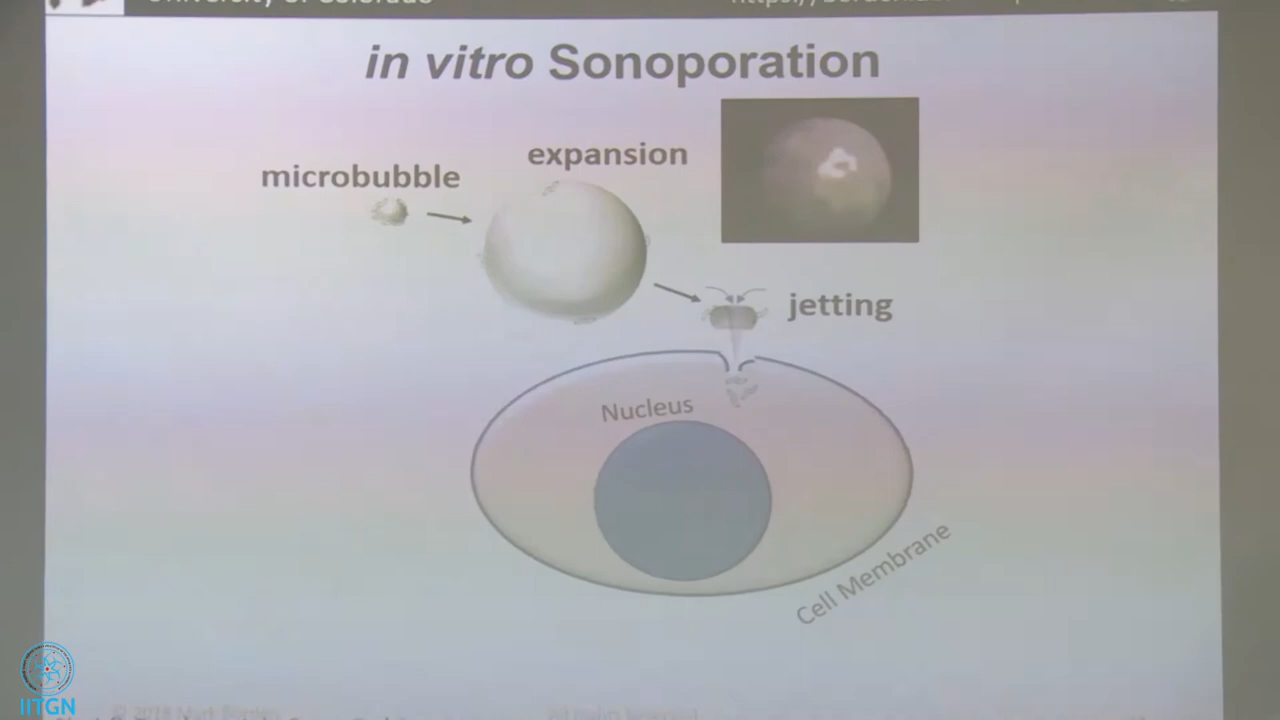 University of Colorado
in vitro Sonoporation
expansion
microbubble
jetting
Nucleus
Cell Membrane
IITGN